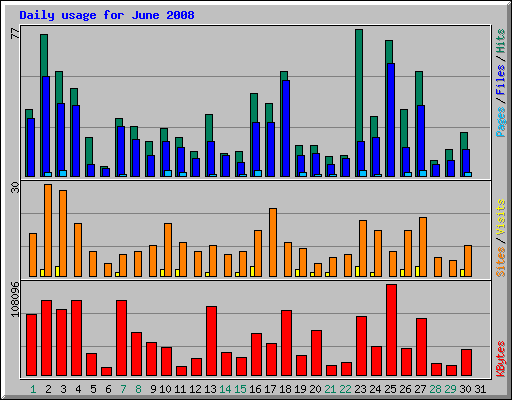 Daily usage for June 2008
77
Pages / Files / Hits
30
Sites / Visits
108096
KBytes
1 2 3 4 5 6 7 8 9 10 11 12 13 14 15 16 17 18 19 20 21 22 23 24 25 26 27 28 29 30 31